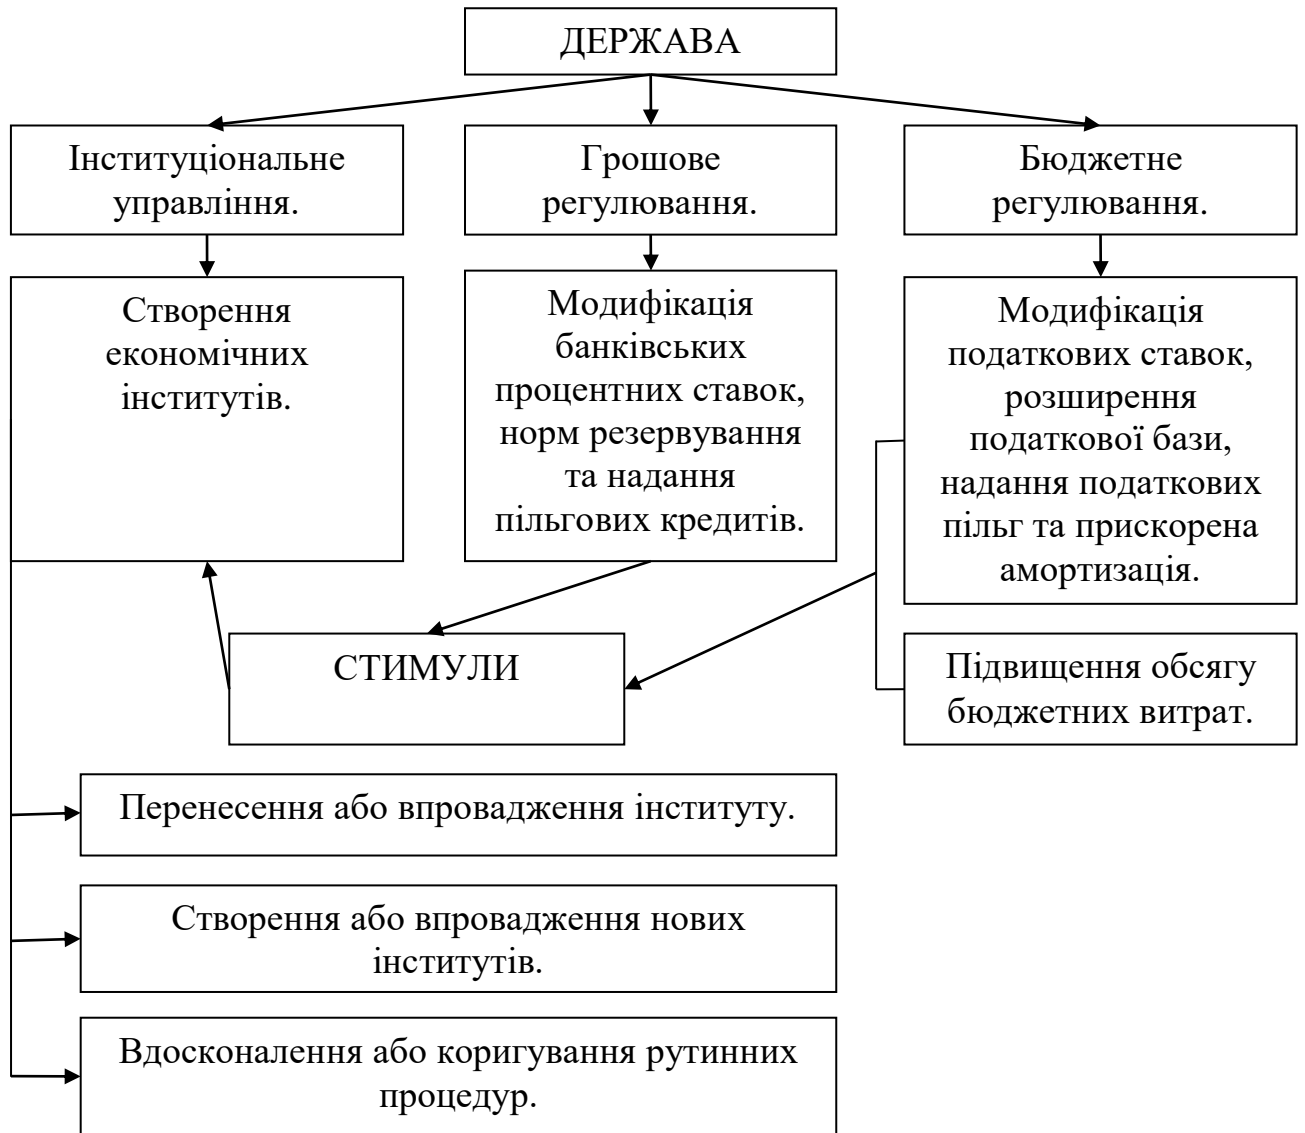 ДЕРЖАВА
Інституціональне
управління.
Грошове
регулювання.
Бюджетне
регулювання.
Створення
економічних
інститутів.
Модифікація
банківських
процентних ставок,
норм резервування
та надання
пільгових кредитів.
Модифікація
податкових ставок,
розширення
податкової бази,
надання податкових
пільг та прискорена
амортизація.
СТИМУЛИ
Підвищення обсягу
бюджетних витрат.
Перенесення або впровадження інституту.
Створення або впровадження нових
інститутів.
Вдосконалення або коригування рутинних
процедур.